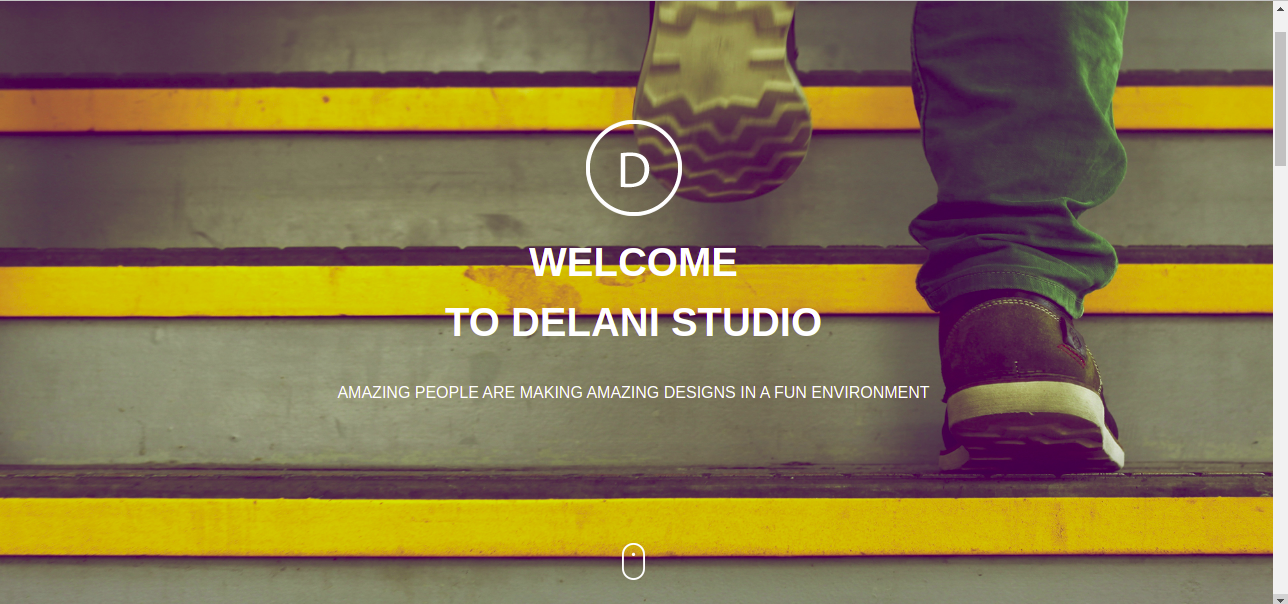 D
WELCOME
TO DELANI STUDIO
AMAZING PEOPLE ARE MAKING AMAZING DESIGNS IN A FUN ENVIRONMENT